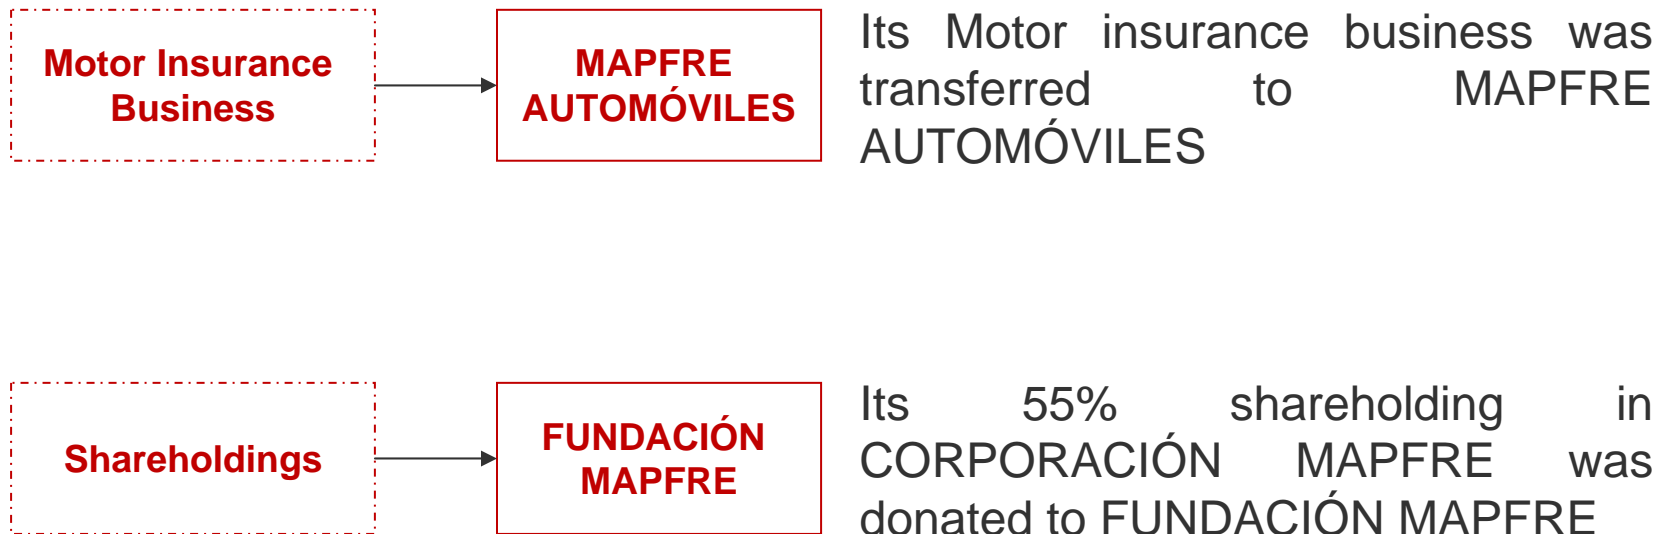 Motor Insurance
Business
MAPFRE
AUTOMÓVILES
Its Motor insurance business was
transferred to MAPFRE
AUTOMÓVILES
Shareholdings
FUNDACIÓN
MAPFRE
Its 55% shareholding in
CORPORACIÓN MAPFRE was
donated to FUNDACIÓN MAPFRE